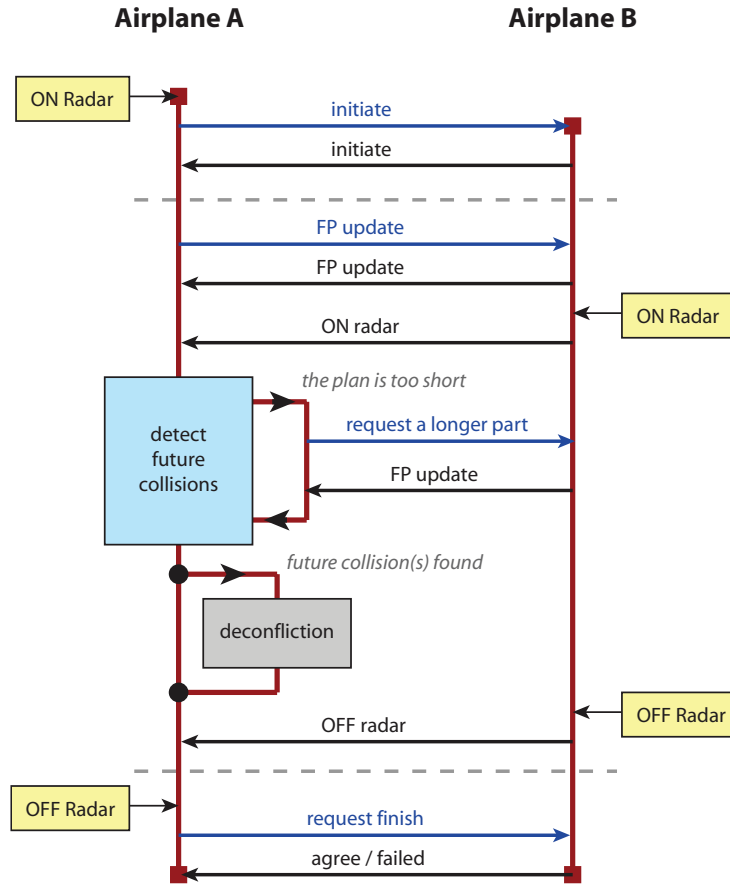 Airplane A
Airplane B
ON Radar
initiate
initiate
FP update
FP update
ON Radar
ON radar
the plan is too short
request a longer part
detect
future
collisions
FP update
future collision(s) found
deconfliction
OFF Radar
OFF radar
OFF Radar
request finish
agree / failed